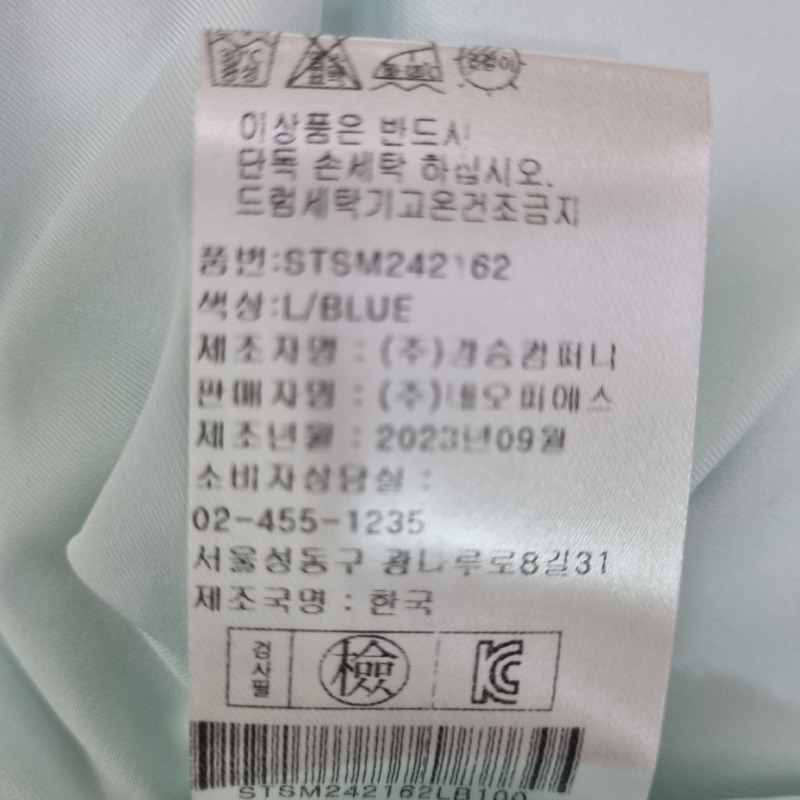 이상품은 반드시
단독 손세탁 하십시오.
드럼세탁기고온건조금지
품번:STSM242162
색상:L/BLUE
제조자명 : (주)경승컴퍼니
판매자명 : (주)네오피에스
제조년월 : 2023년09월
소비자상담실 :
02-455-1235
서울성동구 광나루로8길31
제조국명 : 한국
검사필
檢
KC
STSM242162LB100